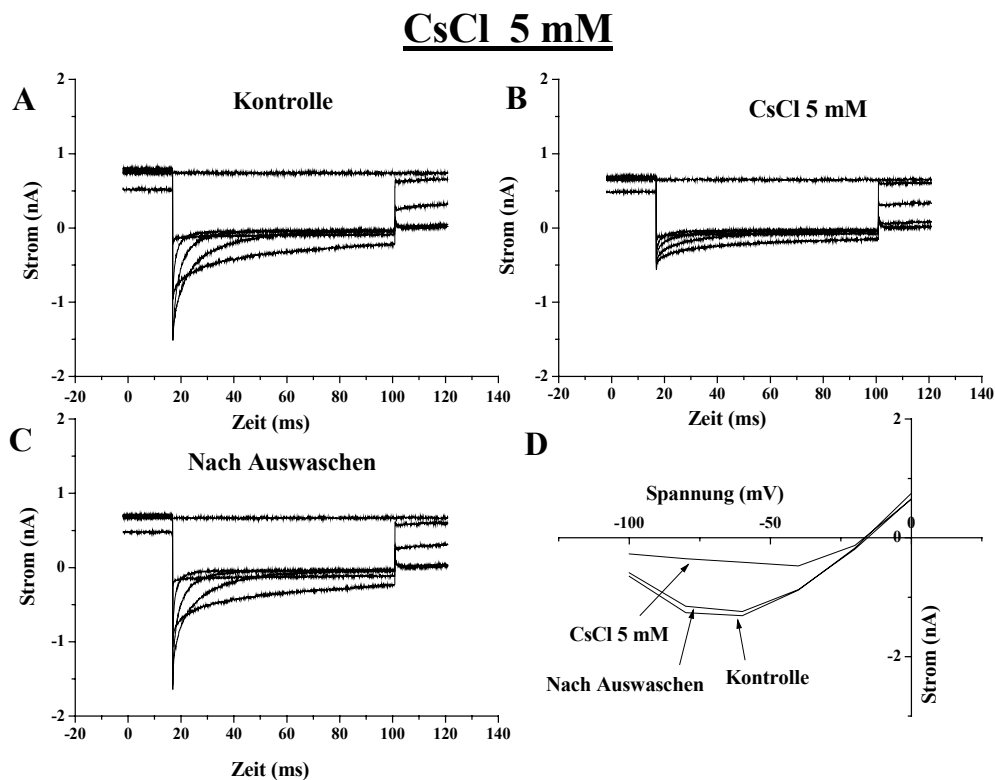 CsCl 5 mM
A
Kontrolle
2
1
0
-1
-2
Strom (nA)
-20 0 20 40 60 80 100 120 140
Zeit (ms)
B
CsCl 5 mM
2
1
0
-1
-2
Strom (nA)
-20 0 20 40 60 80 100 120 140
Zeit (ms)
C
Nach Auswaschen
2
1
0
-1
-2
Strom (nA)
-20 0 20 40 60 80 100 120 140
Zeit (ms)
D
Spannung (mV)
-100 -50 0
2
0
-2
Strom (nA)
CsCl 5 mM
Nach Auswaschen
Kontrolle